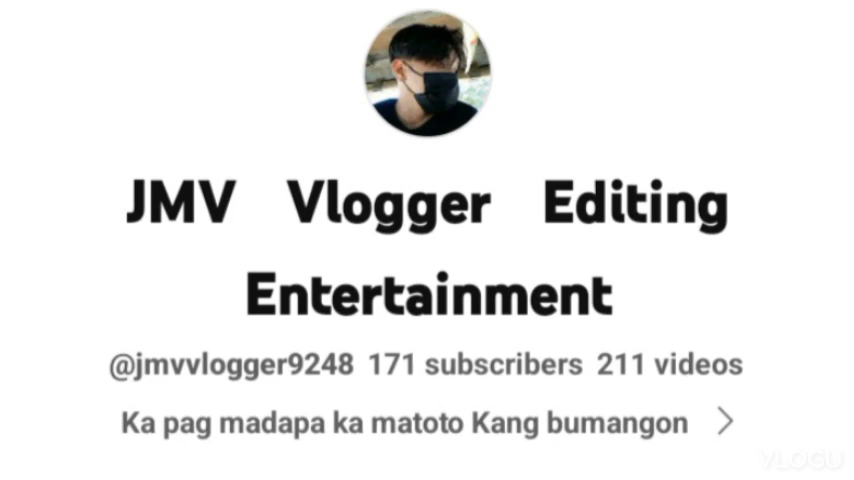 JMV Vlogger Editing
Entertainment
@jmvvlogger9248 171 subscribers 211 videos
Ka pag madapa ka matoto Kang bumangon
VLOGU